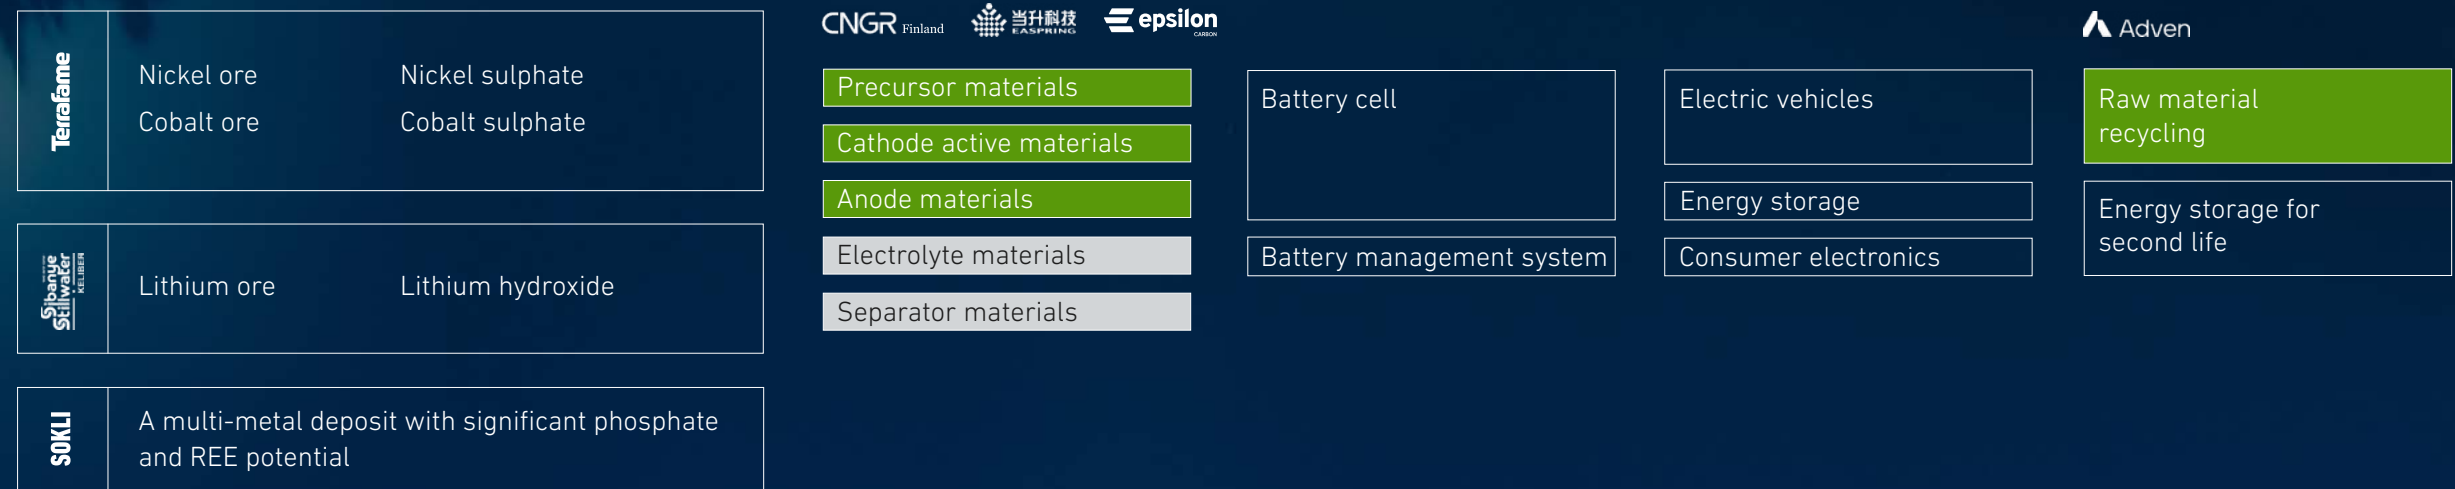 Terrafame
Nickel ore
Nickel sulphate
Cobalt ore
Cobalt sulphate
Sibanye
Stillwater
KELIBER
Lithium ore
Lithium hydroxide
SOKLI
A multi-metal deposit with significant phosphate
and REE potential
CNGR Finland
当升科技
EASPRING
epsilon
CARBON
Precursor materials
Cathode active materials
Anode materials
Electrolyte materials
Separator materials
Battery cell
Battery management system
Electric vehicles
Energy storage
Consumer electronics
Adven
Raw material
recycling
Energy storage for
second life